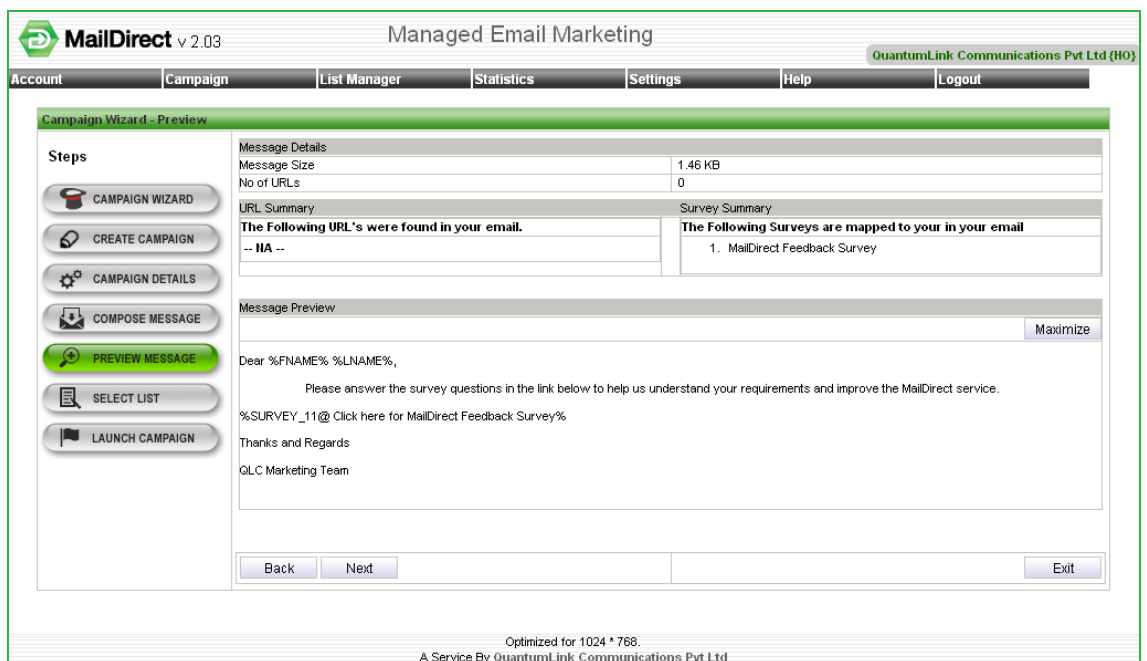 MailDirect v 2.03
Managed Email Marketing
QuantumLink Communications Pvt Ltd {HO}
Account Campaign List Manager Statistics Settings Help Logout
Campaign Wizard - Preview
Steps
CAMPAIGN WIZARD
CREATE CAMPAIGN
CAMPAIGN DETAILS
COMPOSE MESSAGE
PREVIEW MESSAGE
SELECT LIST
LAUNCH CAMPAIGN
Message Details
Message Size 1.46 KB
No of URLs 0
URL Summary Survey Summary
The Following URL's were found in your email. The Following Surveys are mapped to your in your email
-- NA -- 1. MailDirect Feedback Survey
Message Preview
Maximize
Dear %FNAME% %LNAME%,
Please answer the survey questions in the link below to help us understand your requirements and improve the MailDirect service.
%SURVEY_11@ Click here for MailDirect Feedback Survey%
Thanks and Regards
QLC Marketing Team
Back Next Exit
Optimized for 1024 * 768.
A Service By QuantumLink Communications Pvt Ltd